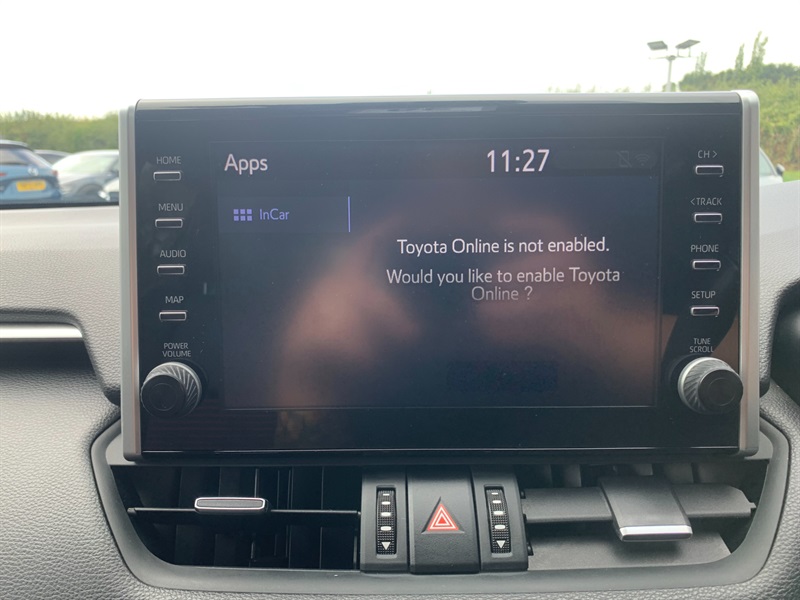 HOME
MENU
AUDIO
MAP
POWER
VOLUME
Apps
11:27
InCar
Toyota Online is not enabled.
Would you like to enable Toyota
Online ?
CH >
< TRACK
PHONE
SETUP
TUNE
SCROLL